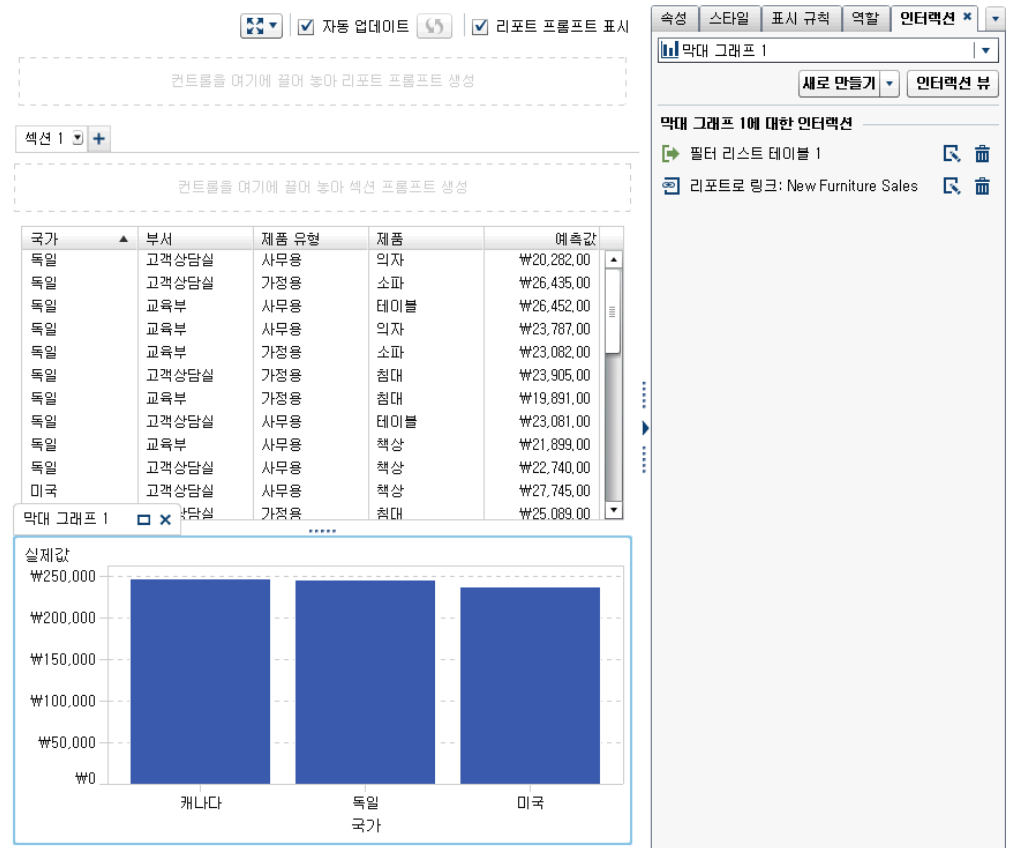 자동 업데이트 리포트 프롬프트 표시
컨트롤을 여기에 끌어 놓아 리포트 프롬프트 생성
섹션 1
컨트롤을 여기에 끌어 놓아 섹션 프롬프트 생성
국가 부서 제품 유형 제품 예측값
독일 고객상담실 사무용 의자 ₩20,282,00
독일 고객상담실 가정용 소파 ₩26,435,00
독일 교육부 사무용 테이블 ₩26,452,00
독일 교육부 사무용 의자 ₩23,787,00
독일 교육부 가정용 소파 ₩23,082,00
독일 고객상담실 가정용 침대 ₩23,905,00
독일 교육부 가정용 침대 ₩19,891,00
독일 고객상담실 사무용 테이블 ₩23,081,00
독일 교육부 사무용 책상 ₩21,899,00
독일 고객상담실 사무용 책상 ₩22,740,00
미국 고객상담실 사무용 책상 ₩27,745,00
상담실 가정용 침대 ₩25,089,00
막대 그래프 1
실제값
₩250,000
₩200,000
₩150,000
₩100,000
₩50,000
₩0
캐나다 독일 미국
국가
속성 스타일 표시 규칙 역할 인터랙션
막대 그래프 1
새로 만들기 인터랙션 뷰
막대 그래프 1에 대한 인터랙션
필터 리스트 테이블 1
리포트로 링크: New Furniture Sales